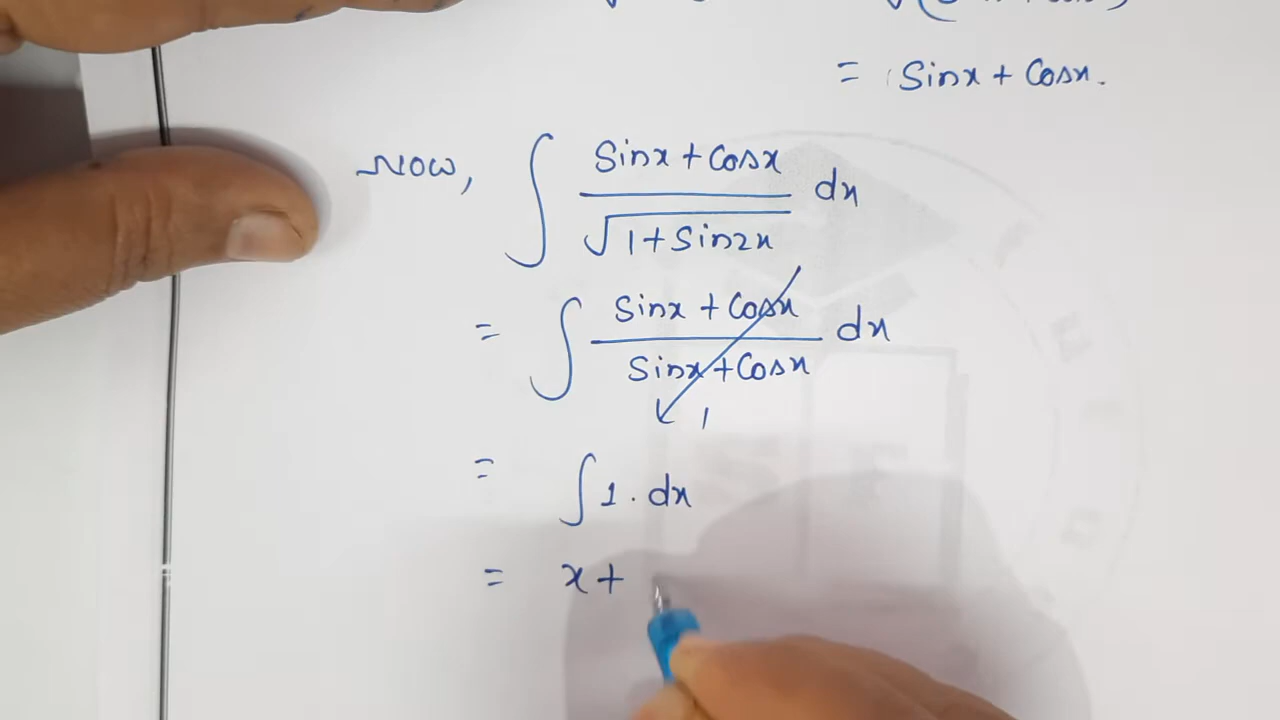 = Sinx + Cosx.
Now, ∫ Sinx + Cosx / √1 + Sin2x dx
= ∫ Sinx + Cosx / Sinx + Cosx dx
1
= ∫ 1 . dx
= x +